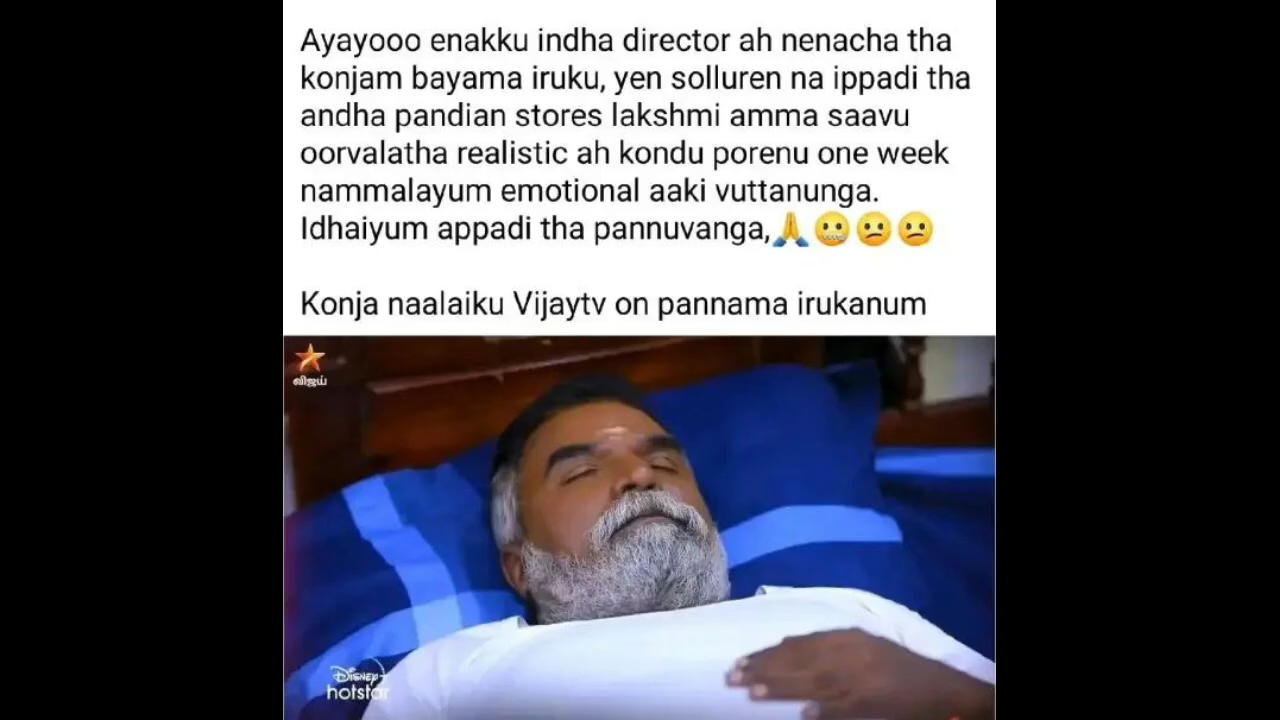 Ayayooo enakku indha director ah nenacha tha
konjam bayama iruku, yen solluren na ippadi tha
andha pandian stores lakshmi amma saavu
oorvalatha realistic ah kondu porenu one week
nammalayum emotional aaki vuttanunga.
Idhaiyum appadi tha pannuvanga,🙏🤐😕😕
Konja naalaiku Vijaytv on pannama irukanum
விஜய்
Disney+
hotstar